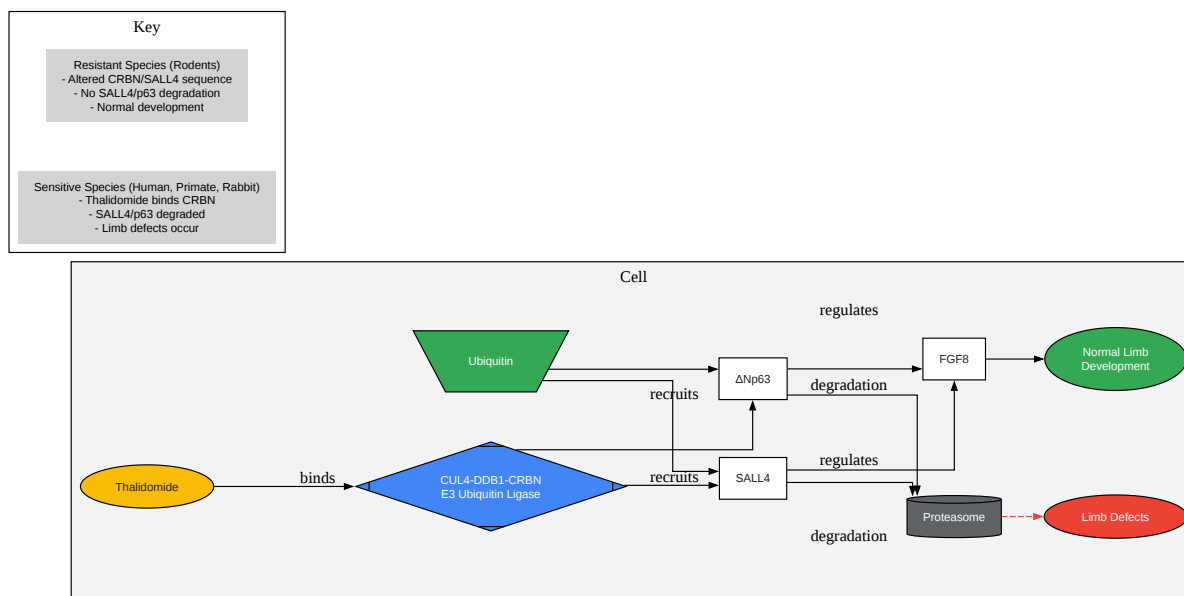 Key
Resistant Species (Rodents)
- Altered CRBN/SALL4 sequence
- No SALL4/p63 degradation
- Normal development
Sensitive Species (Human, Primate, Rabbit)
- Thalidomide binds CRBN
- SALL4/p63 degraded
- Limb defects occur
Cell
regulates
Ubiquitin
FGF8
Normal Limb
Development
ΔNp63
degradation
recruits
Thalidomide
binds
CUL4-DDB1-CRBN
E3 Ubiquitin Ligase
recruits
SALL4
regulates
Proteasome
Limb Defects
degradation